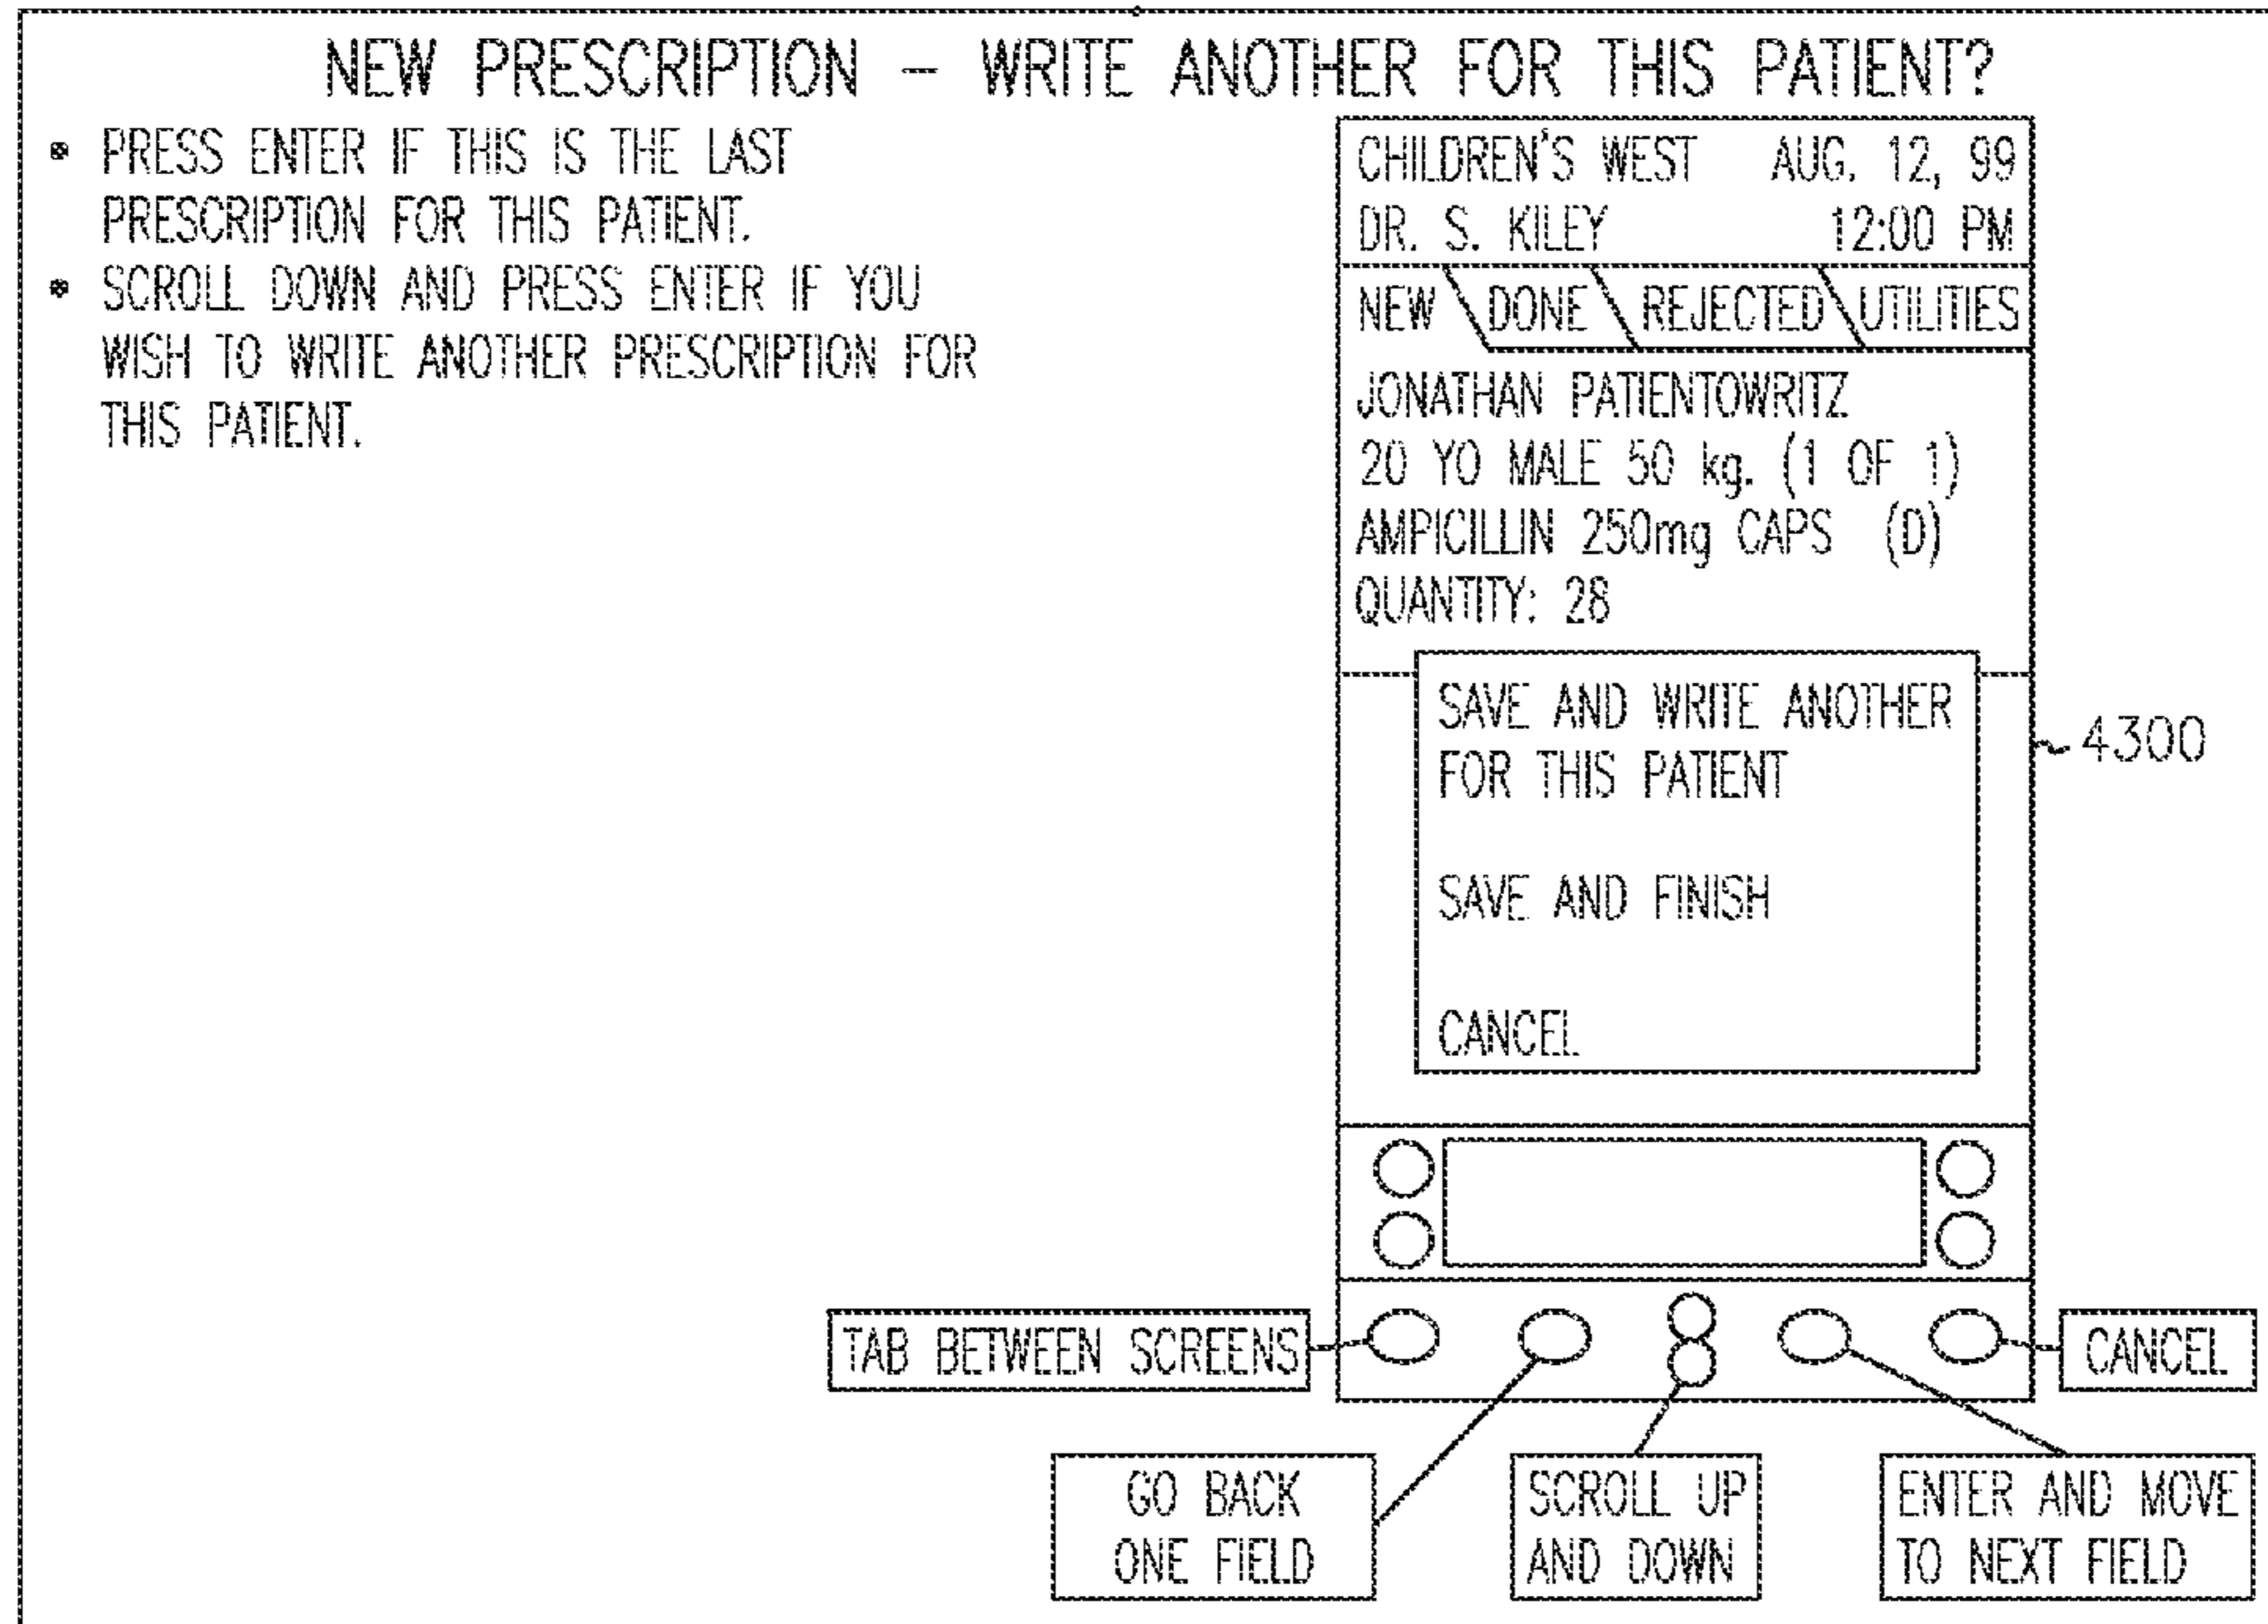 NEW PRESCRIPTION – WRITE ANOTHER FOR THIS PATIENT?
• PRESS ENTER IF THIS IS THE LAST
PRESCRIPTION FOR THIS PATIENT.
• SCROLL DOWN AND PRESS ENTER IF YOU
WISH TO WRITE ANOTHER PRESCRIPTION FOR
THIS PATIENT.
CHILDREN'S WEST AUG. 12, 99
DR. S. KILEY 12:00 PM
NEW DONE REJECTED UTILITIES
JONATHAN PATIENTOWRITZ
20 YO MALE 50 kg. (1 OF 1)
AMPICILLIN 250mg CAPS (D)
QUANTITY: 28
SAVE AND WRITE ANOTHER
FOR THIS PATIENT
SAVE AND FINISH
CANCEL
4300
TAB BETWEEN SCREENS
CANCEL
GO BACK
ONE FIELD
SCROLL UP
AND DOWN
ENTER AND MOVE
TO NEXT FIELD